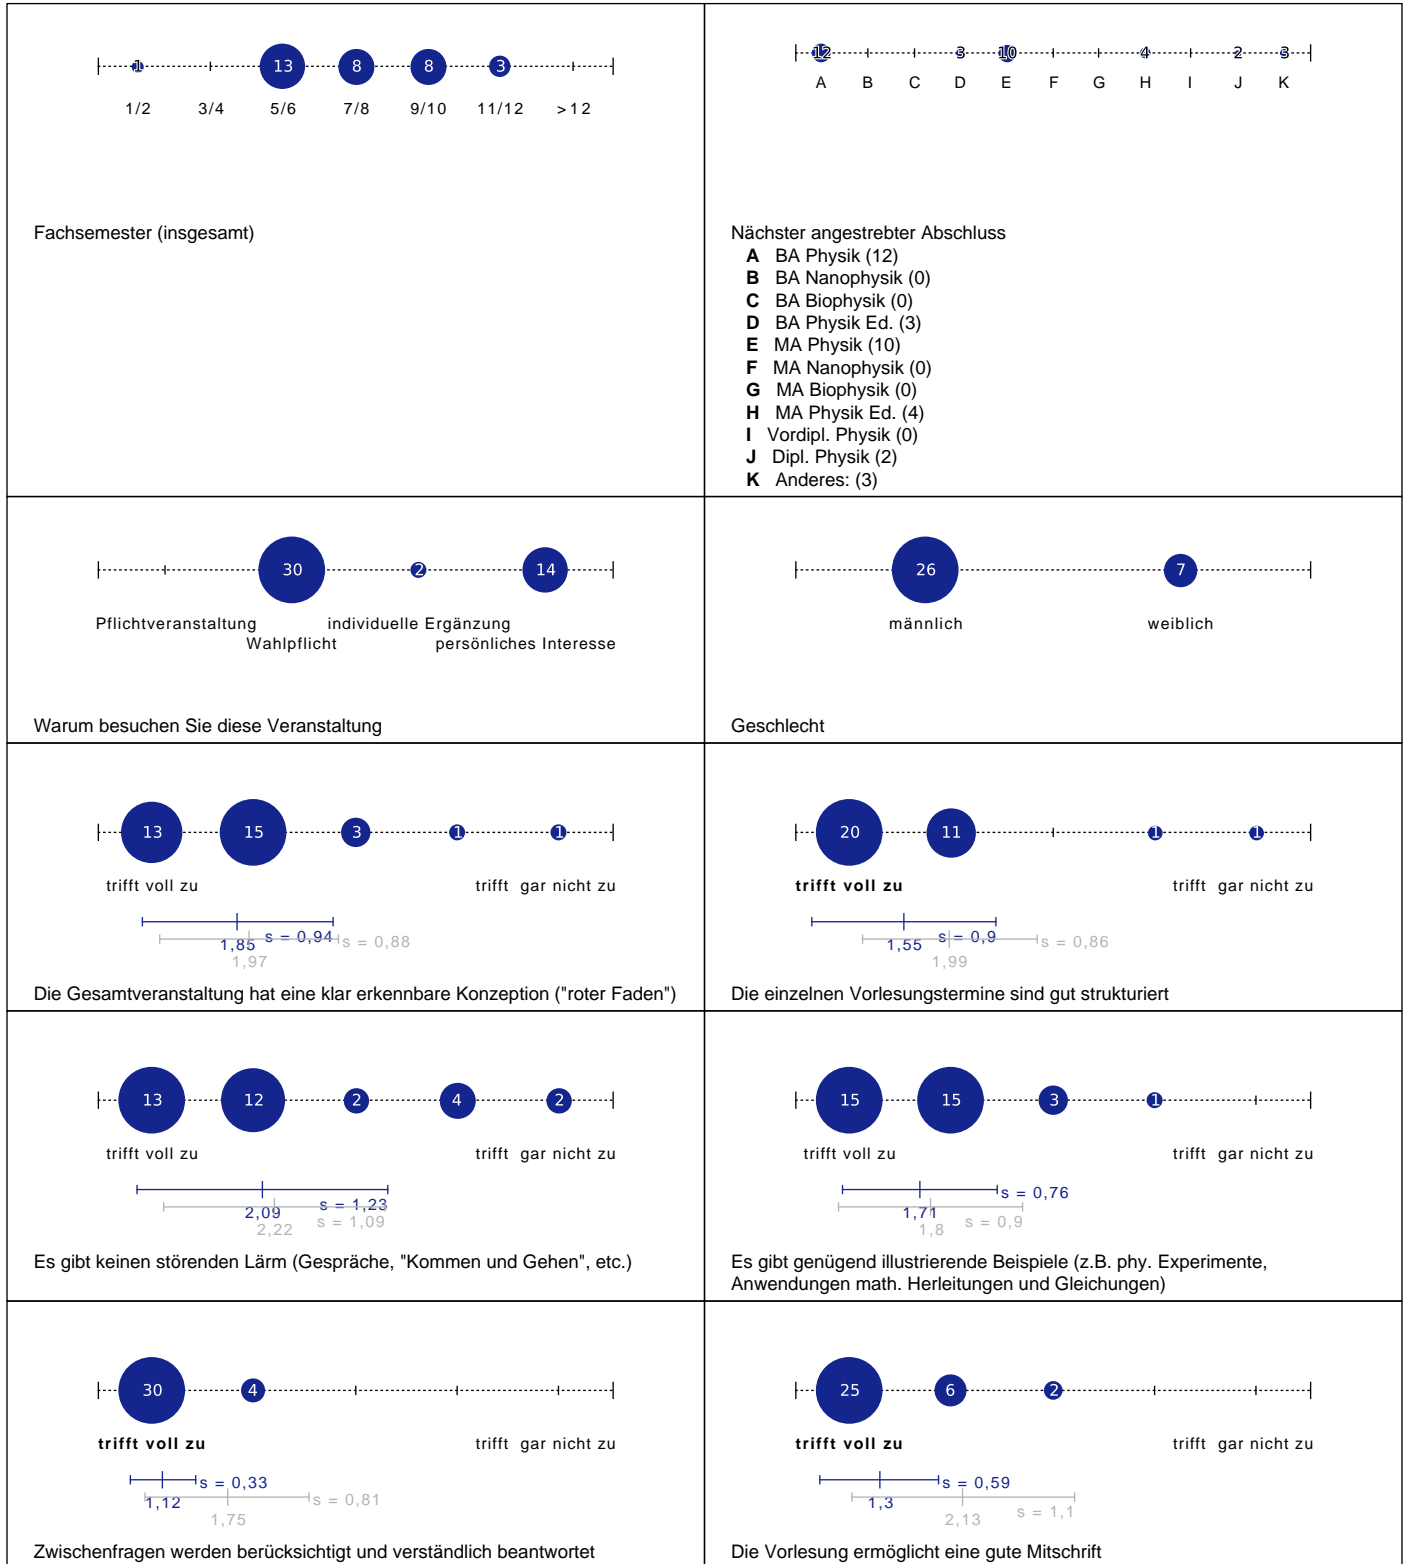 1 13 8 8 3
1/2 3/4 5/6 7/8 9/10 11/12 >12
Fachsemester (insgesamt)
12 3 10 4 2 3
A B C D E F G H I J K
Nächster angestrebter Abschluss
A BA Physik (12)
B BA Nanophysik (0)
C BA Biophysik (0)
D BA Physik Ed. (3)
E MA Physik (10)
F MA Nanophysik (0)
G MA Biophysik (0)
H MA Physik Ed. (4)
I Vordipl. Physik (0)
J Dipl. Physik (2)
K Anderes: (3)
30 2 14
Pflichtveranstaltung individuelle Ergänzung
Wahlpflicht persönliches Interesse
Warum besuchen Sie diese Veranstaltung
26 7
männlich weiblich
Geschlecht
13 15 3 1 1
trifft voll zu trifft gar nicht zu
1,85 s = 0,94
1,97 s = 0,88
Die Gesamtveranstaltung hat eine klar erkennbare Konzeption ("roter Faden")
20 11 1 1
trifft voll zu trifft gar nicht zu
1,55 s = 0,9
1,99 s = 0,86
Die einzelnen Vorlesungstermine sind gut strukturiert
13 12 2 4 2
trifft voll zu trifft gar nicht zu
2,09 s = 1,23
2,22 s = 1,09
Es gibt keinen störenden Lärm (Gespräche, "Kommen und Gehen", etc.)
15 15 3 1
trifft voll zu trifft gar nicht zu
1,71 s = 0,76
1,8 s = 0,9
Es gibt genügend illustrierende Beispiele (z.B. phy. Experimente,
Anwendungen math. Herleitungen und Gleichungen)
30 4
trifft voll zu trifft gar nicht zu
1,12 s = 0,33
1,75 s = 0,81
Zwischenfragen werden berücksichtigt und verständlich beantwortet
25 6 2
trifft voll zu trifft gar nicht zu
1,3 s = 0,59
2,13 s = 1,1
Die Vorlesung ermöglicht eine gute Mitschrift